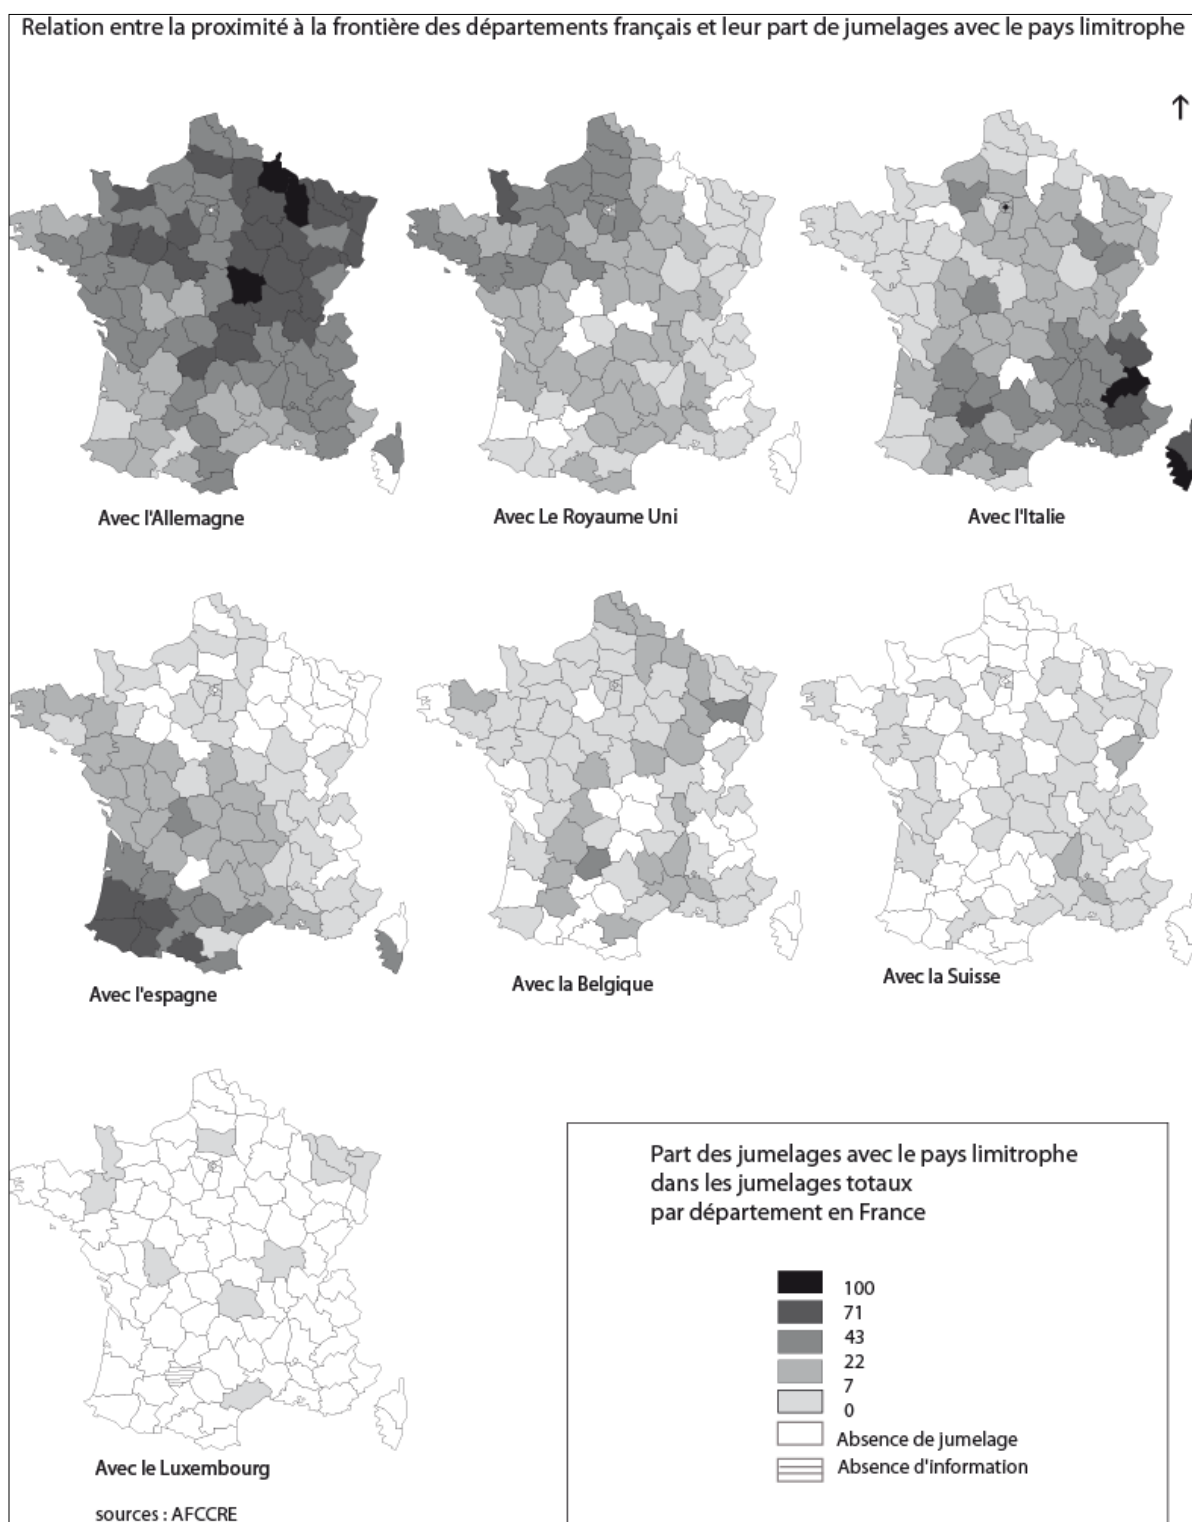 Relation entre la proximité à la frontière des départements français et leur part de jumelages avec le pays limitrophe
Avec l'Allemagne
Avec Le Royaume Uni
Avec l'Italie
Avec l'espagne
Avec la Belgique
Avec la Suisse
Avec le Luxembourg
sources : AFCCRE
Part des jumelages avec le pays limitrophe
dans les jumelages totaux
par département en France
100
71
43
22
7
0
Absence de jumelage
Absence d'information